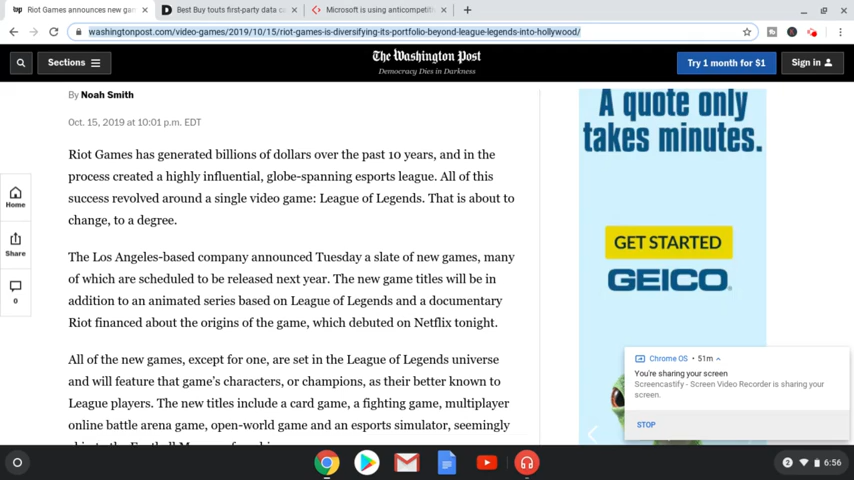 Riot Games announces new gam
Best Buy touts first-party data c
Microsoft is using anticompetiti
washingtonpost.com/video-games/2019/10/15/riot-games-is-diversifying-its-portfolio-beyond-league-legends-into-hollywood/
Sections
The Washington Post
Democracy Dies in Darkness
Try 1 month for $1
Sign in
By Noah Smith
Oct. 15, 2019 at 10:01 p.m. EDT
Riot Games has generated billions of dollars over the past 10 years, and in the
process created a highly influential, globe-spanning esports league. All of this
success revolved around a single video game: League of Legends. That is about to
change, to a degree.
The Los Angeles-based company announced Tuesday a slate of new games, many
of which are scheduled to be released next year. The new game titles will be in
addition to an animated series based on League of Legends and a documentary
Riot financed about the origins of the game, which debuted on Netflix tonight.
All of the new games, except for one, are set in the League of Legends universe
and will feature that game's characters, or champions, as their better known to
League players. The new titles include a card game, a fighting game, multiplayer
online battle arena game, open-world game and an esports simulator, seemingly
Home
Share
0
A quote only
takes minutes.
GET STARTED
GEICO
Chrome OS • 51m
You're sharing your screen
Screencastify - Screen Video Recorder is sharing your
screen.
STOP
2
6:56